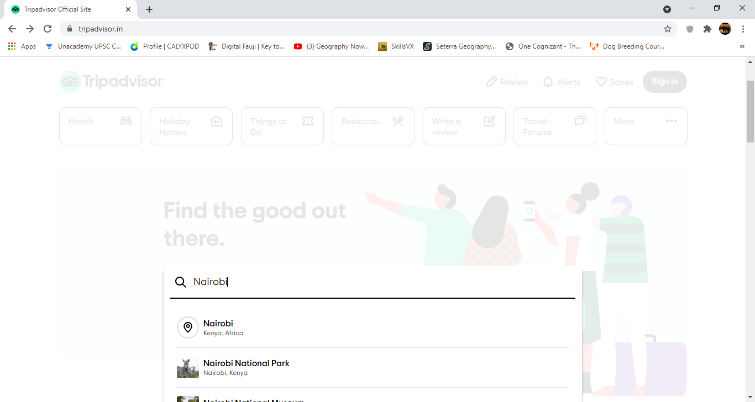 Tripadvisor Official Site
tripadvisor.in
Apps
Unacademy UPSC C...
Profile | CALYXPOD
Digital Fauji | Key to...
(3) Geography Now...
SkillsVX
Seterra Geography...
One Cognizant - Th...
Dog Breeding Cour...
Tripadvisor
Review
Alerts
Saves
Sign in
Hotels
Holiday
Homes
Things to
Do
Restaura...
Write a
review
Travel
Forums
More
Find the good out
there.
Nairobi
Nairobi
Kenya, Africa
Nairobi National Park
Nairobi, Kenya
Nairobi National Museum